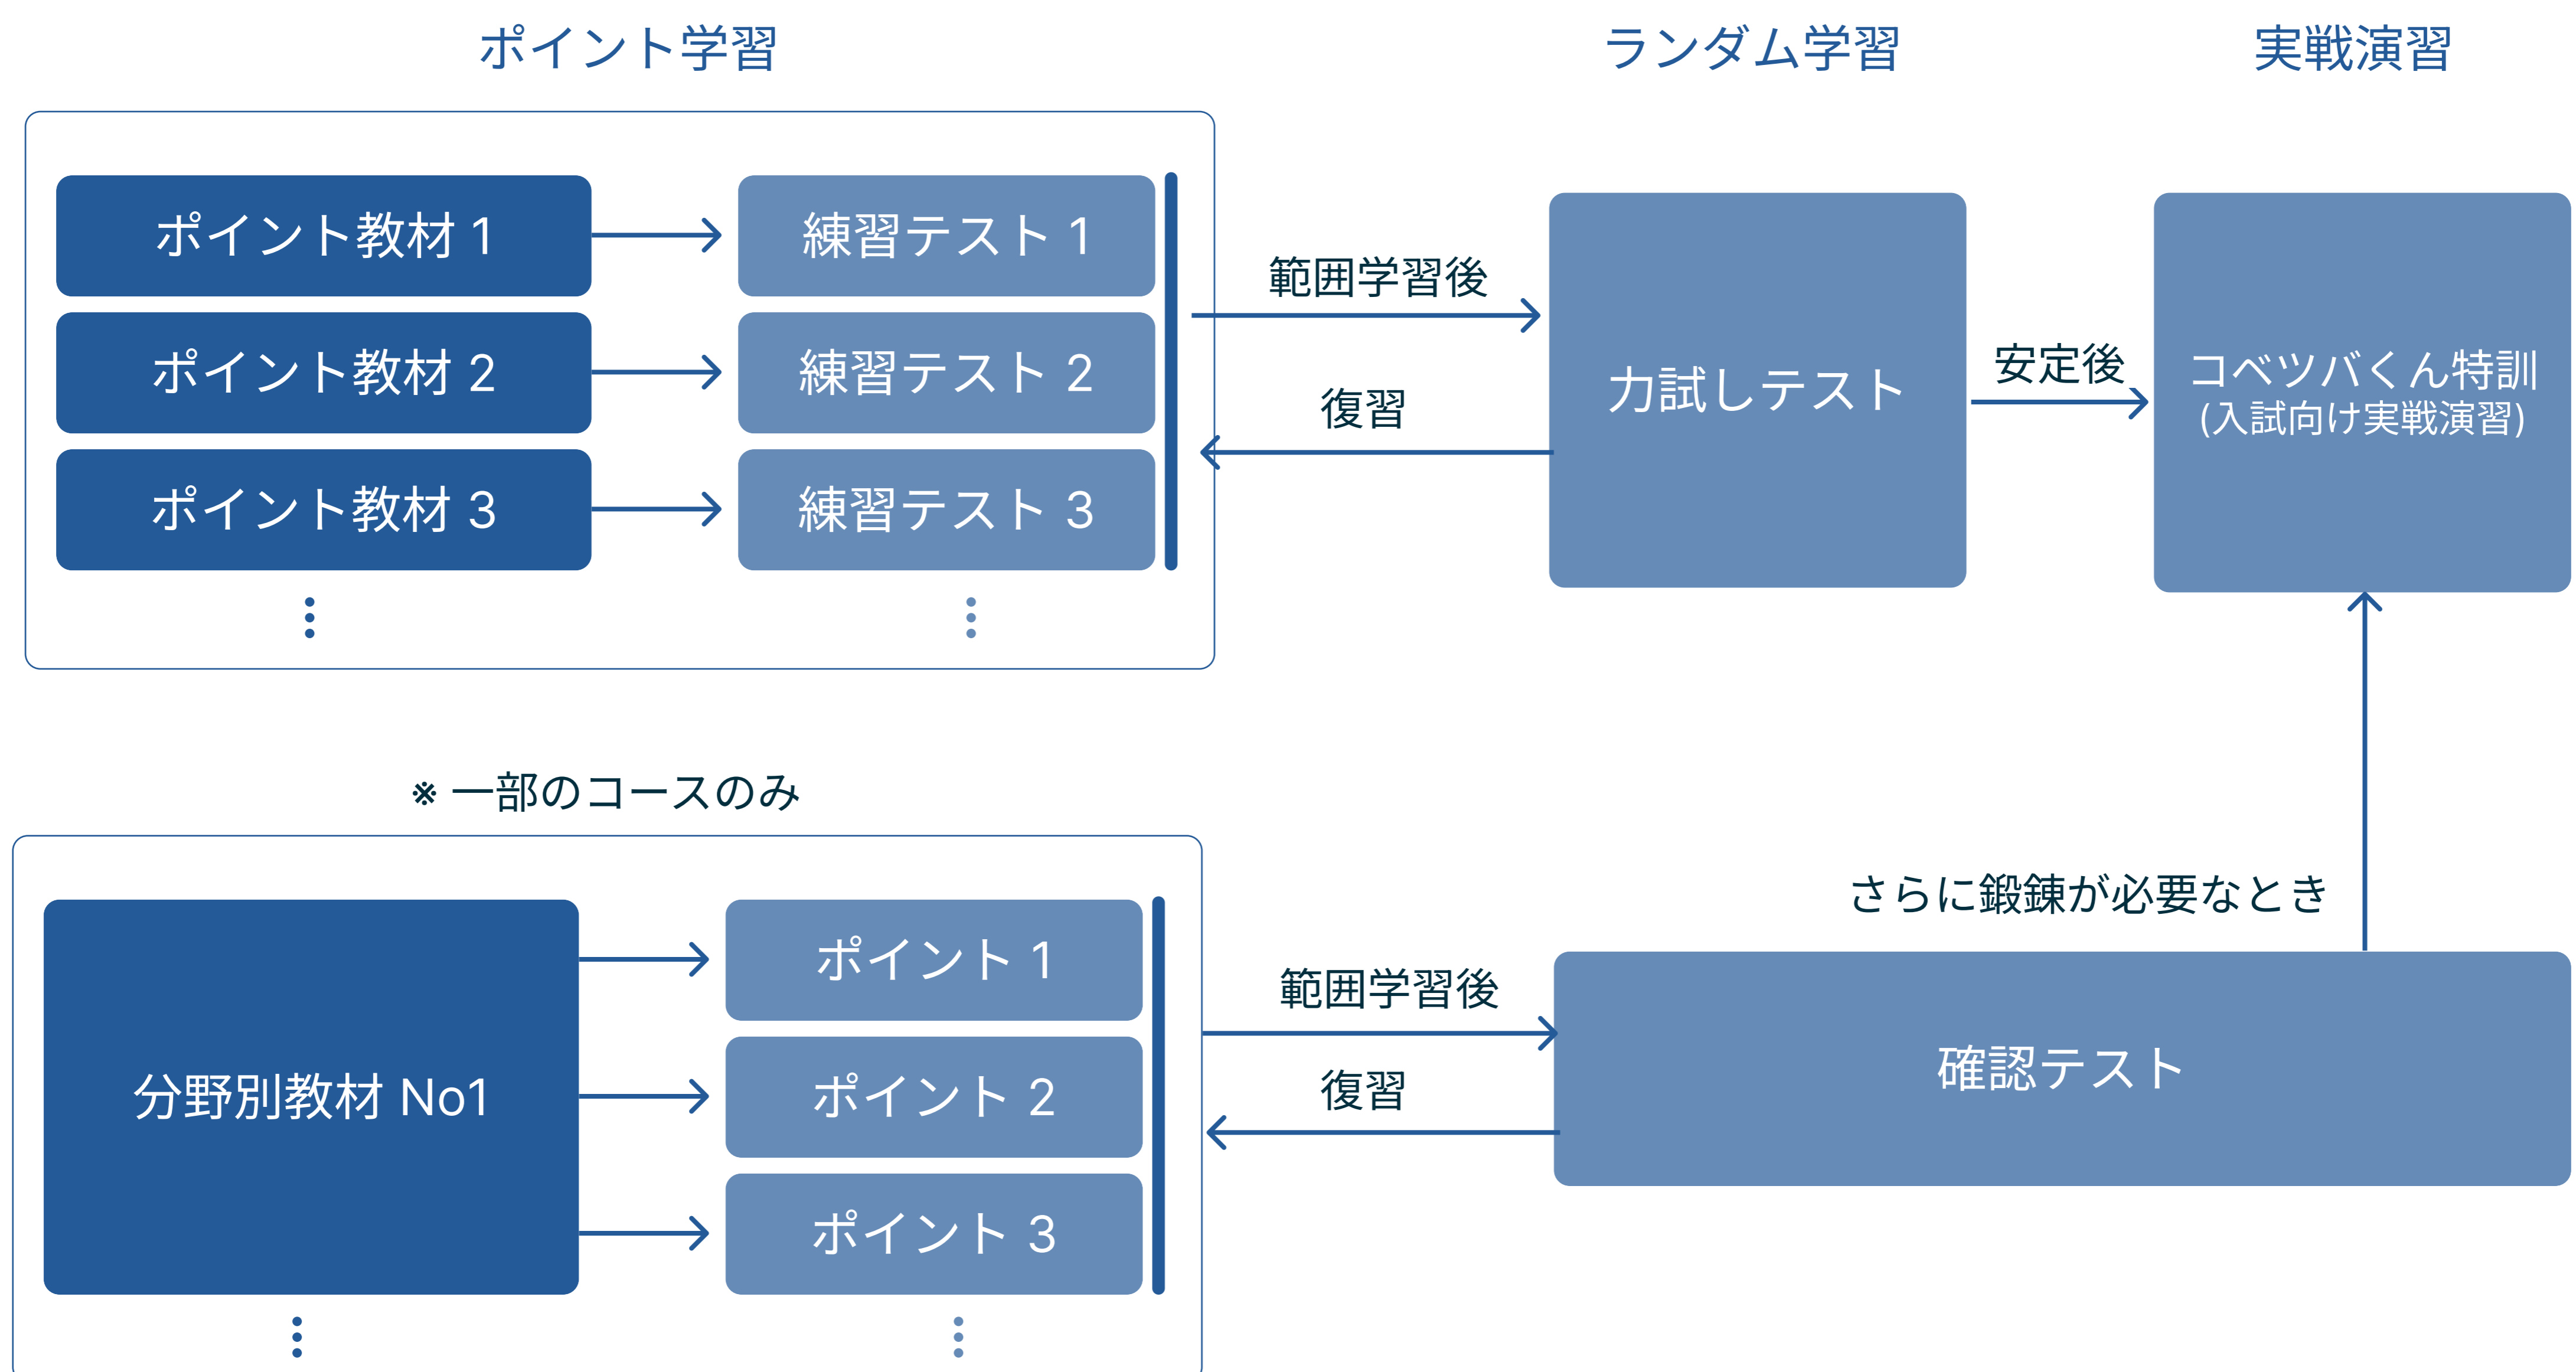 ポイント学習
ランダム学習
実戦演習
ポイント教材 1
練習テスト 1
ポイント教材 2
練習テスト 2
ポイント教材 3
練習テスト 3
範囲学習後
復習
力試しテスト
安定後
コベツバくん特訓
(入試向け実戦演習)
※ 一部のコースのみ
分野別教材 No1
ポイント 1
ポイント 2
ポイント 3
範囲学習後
復習
さらに鍛錬が必要なとき
確認テスト